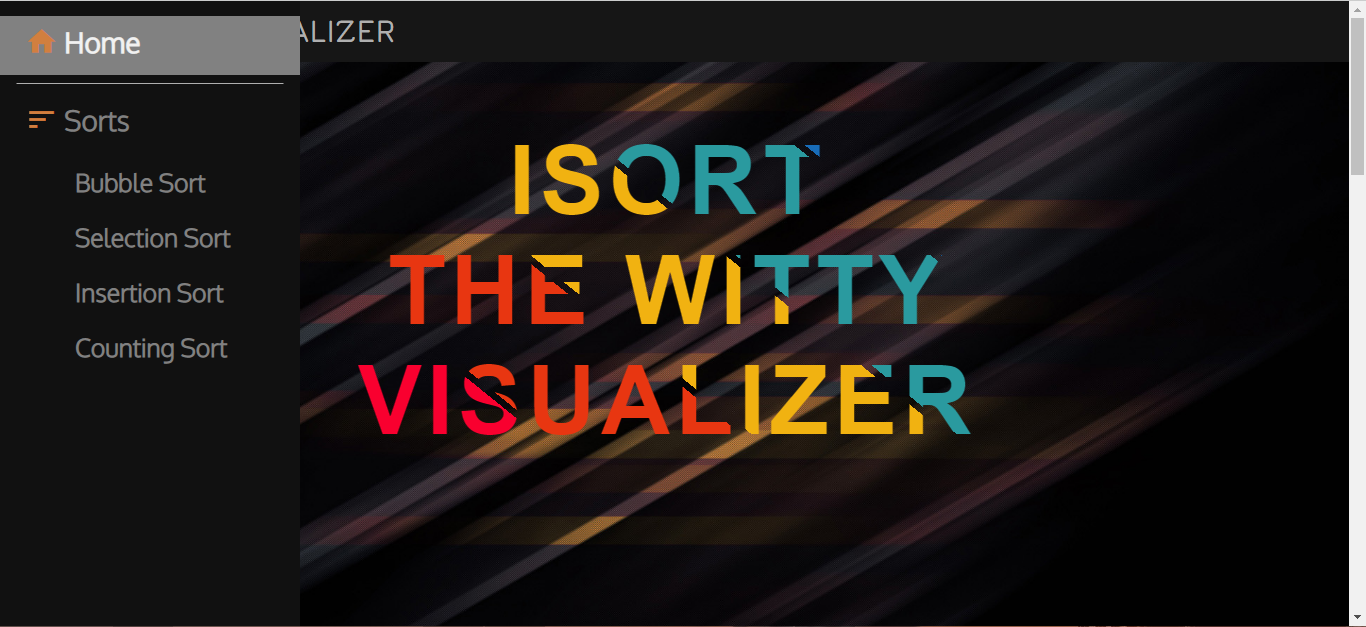 Home
ALIZER
Sorts
Bubble Sort
Selection Sort
Insertion Sort
Counting Sort
ISORT
THE WITTY
VISUALIZER